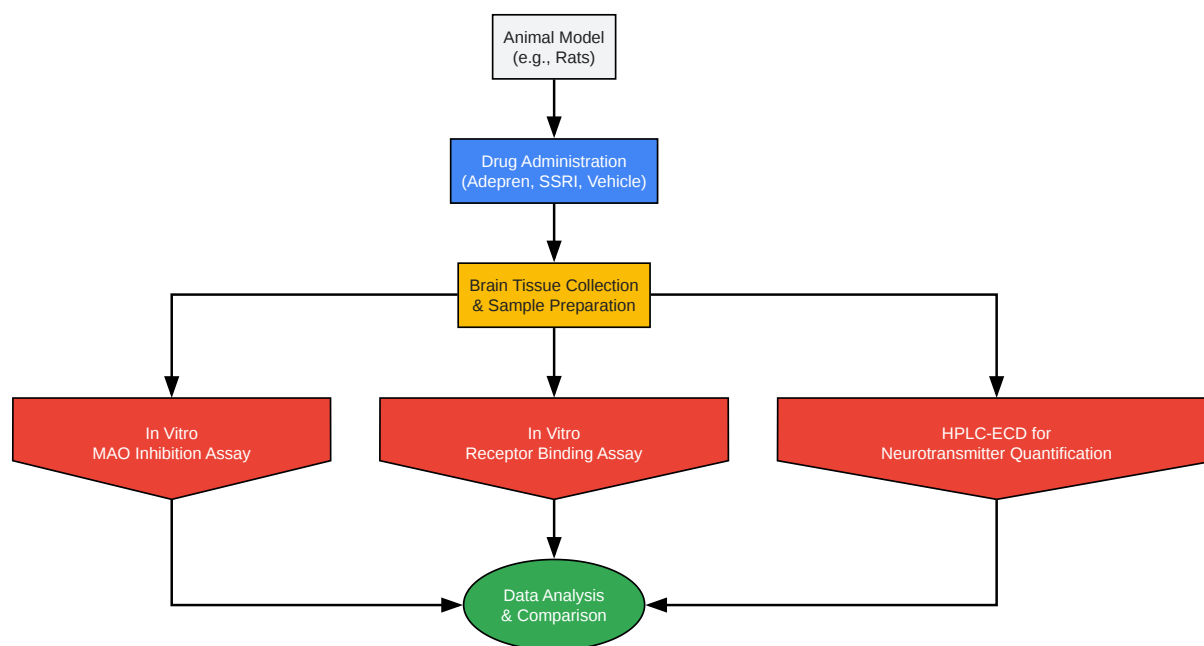 Animal Model
(e.g., Rats)
Drug Administration
(Adepren, SSRI, Vehicle)
Brain Tissue Collection
& Sample Preparation
In Vitro
MAO Inhibition Assay
In Vitro
Receptor Binding Assay
HPLC-ECD for
Neurotransmitter Quantification
Data Analysis
& Comparison